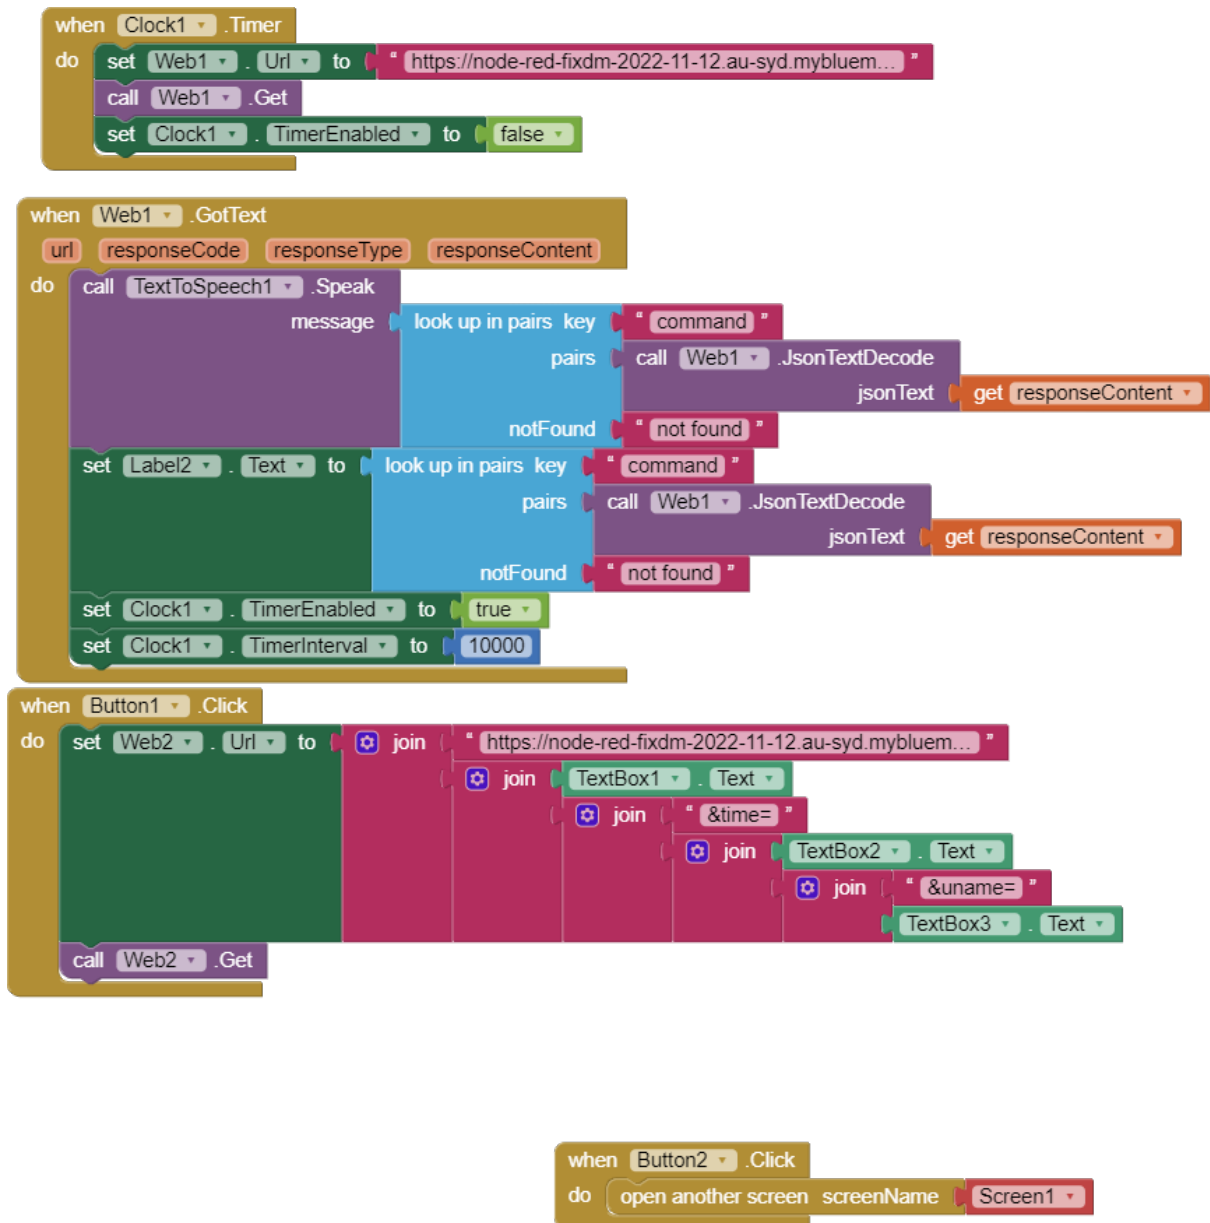 when Clock1 .Timer
do set Web1 . Url to " https://node-red-fixdm-2022-11-12.au-syd.mybluem... "
call Web1 .Get
set Clock1 . TimerEnabled to false
when Web1 .GotText
url responseCode responseType responseContent
do call TextToSpeech1 .Speak
message look up in pairs key " command "
pairs call Web1 .JsonTextDecode
jsonText get responseContent
notFound " not found "
set Label2 . Text to look up in pairs key " command "
pairs call Web1 .JsonTextDecode
jsonText get responseContent
notFound " not found "
set Clock1 . TimerEnabled to true
set Clock1 . TimerInterval to 10000
when Button1 .Click
do set Web2 . Url to join " https://node-red-fixdm-2022-11-12.au-syd.mybluem... "
join TextBox1 . Text
join " &time= "
join TextBox2 . Text
join " &uname= "
TextBox3 . Text
call Web2 .Get
when Button2 .Click
do open another screen screenName Screen1